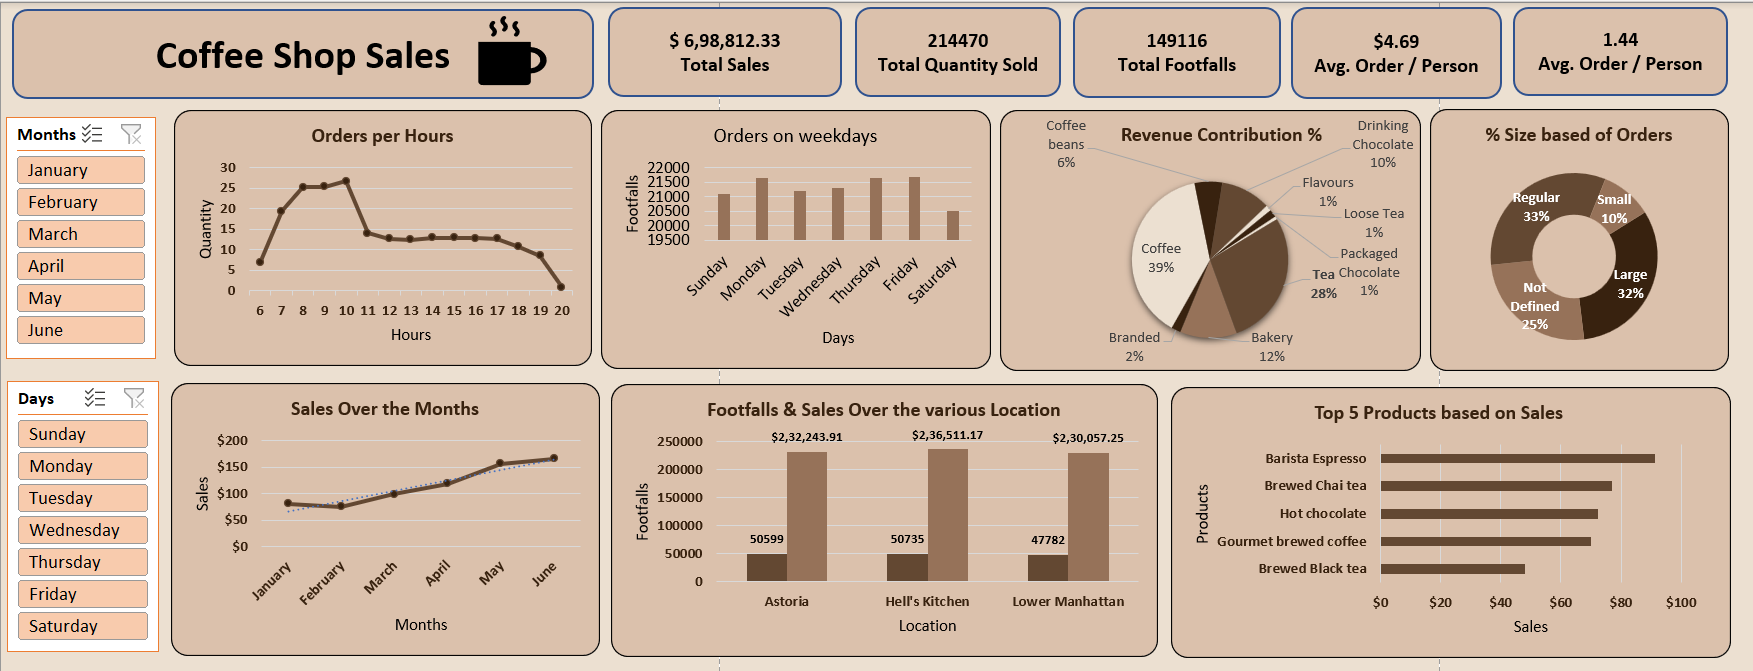 Coffee Shop Sales
$ 6,98,812.33
Total Sales
214470
Total Quantity Sold
149116
Total Footfalls
$4.69
Avg. Order / Person
1.44
Avg. Order / Person
Months
January
February
March
April
May
June
Orders per Hours
30
25
20
15
10
5
0
Quantity
6 7 8 9 10 11 12 13 14 15 16 17 18 19 20
Hours
Orders on weekdays
22000
21500
21000
20500
19500
Footfalls
Sunday
Monday
Tuesday
Wednesday
Thursday
Friday
Saturday
Days
Revenue Contribution %
Coffee
beans
6%
Drinking
Chocolate
10%
Flavours
1%
Loose Tea
1%
Packaged
Chocolate
1%
Tea
28%
Bakery
12%
Branded
2%
Coffee
39%
% Size based of Orders
Regular
33%
Small
10%
Large
32%
Not
Defined
25%
Days
Sunday
Monday
Tuesday
Wednesday
Thursday
Friday
Saturday
Sales Over the Months
$200
$150
$100
$50
$0
Sales
January
February
March
April
May
June
Months
Footfalls & Sales Over the various Location
250000
200000
150000
100000
50000
0
Footfalls
$2,32,243.91
$2,36,511.17
$2,30,057.25
50599
50735
47782
Astoria
Hell's Kitchen
Lower Manhattan
Location
Top 5 Products based on Sales
Products
Barista Espresso
Brewed Chai tea
Hot chocolate
Gourmet brewed coffee
Brewed Black tea
$0 $20 $40 $60 $80 $100
Sales